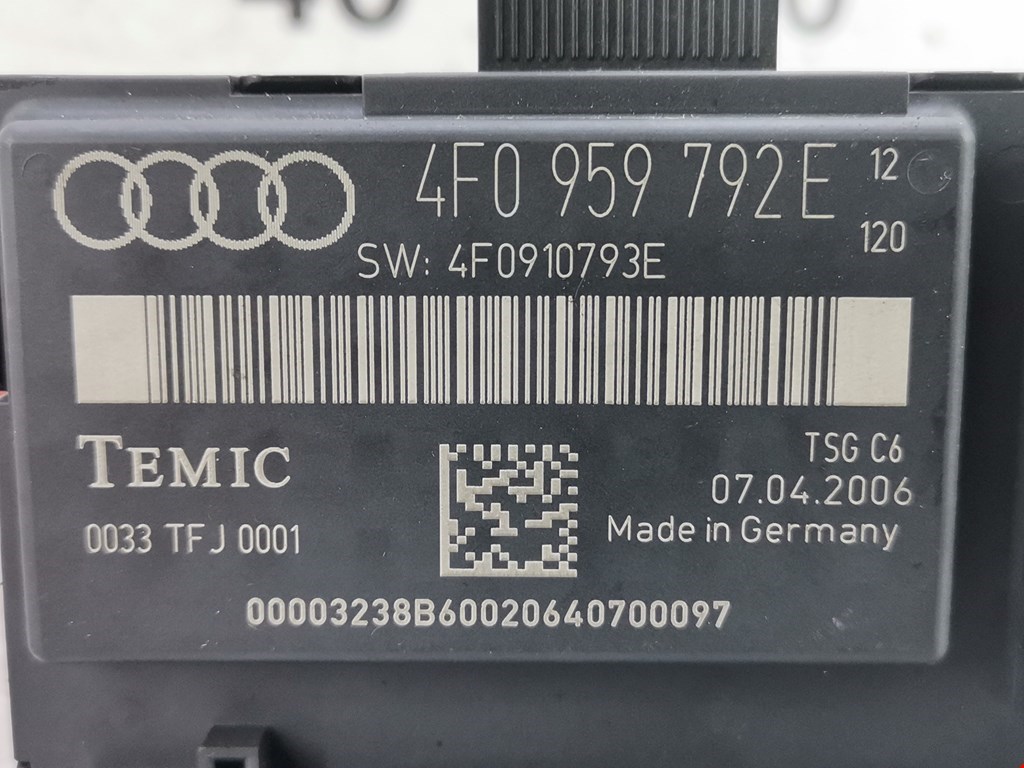 4F0 959 792E 12
120
SW: 4F0910793E
TEMIC
TSG C6
07.04.2006
0033 TFJ 0001
Made in Germany
00003238B60020640700097